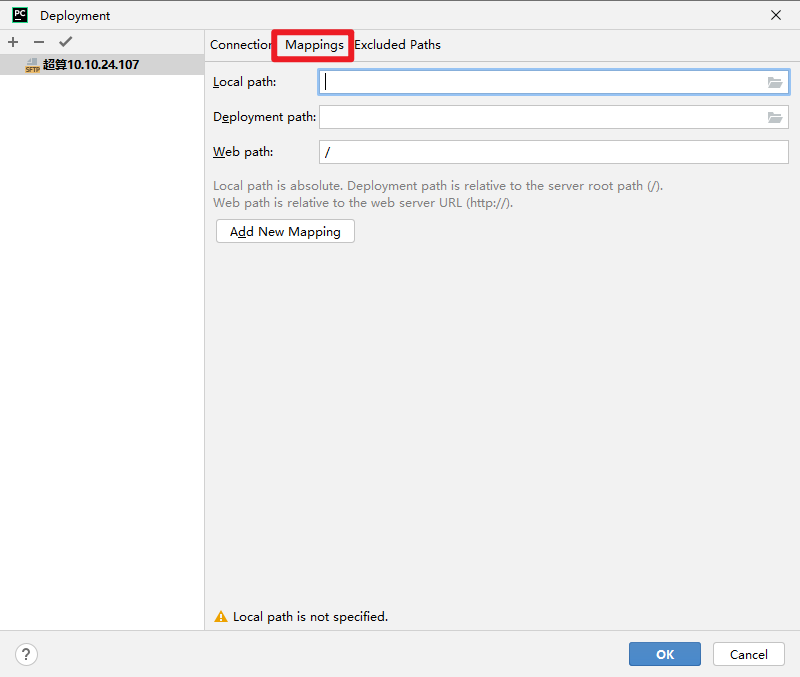 PC Deployment
SFTP 超算10.10.24.107
Connection Mappings Excluded Paths
Local path:
Deployment path:
Web path: /
Local path is absolute. Deployment path is relative to the server root path (/).
Web path is relative to the web server URL (http://).
Add New Mapping
Local path is not specified.
? OK Cancel